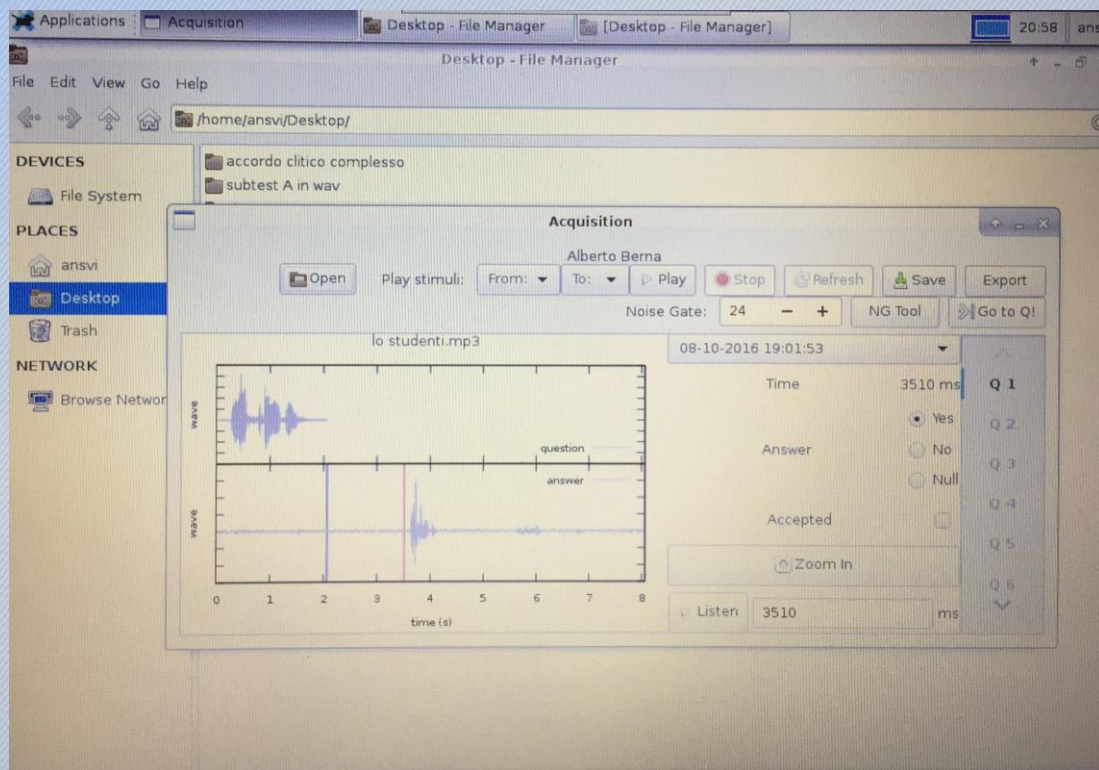 Applications
Acquisition
Desktop - File Manager
[Desktop - File Manager]
20:58
ans
Desktop - File Manager
File Edit View Go Help
/home/ansvi/Desktop/
DEVICES
File System
PLACES
ansvi
Desktop
Trash
NETWORK
Browse Networ
accordo clitico complesso
subtest A in wav
Acquisition
Alberto Berna
Open Play stimuli: From: To: Play Stop Refresh Save Export
Noise Gate: 24 - + NG Tool Go to Q!
lo studenti.mp3
wave
question
wave
answer
0 1 2 3 4 5 6 7 8
time (s)
08-10-2016 19:01:53
Time 3510 ms
Answer
Yes
No
Null
Accepted
Zoom In
Listen 3510 ms
Q 1
Q 2
Q 3
Q 4
Q 5
Q 6